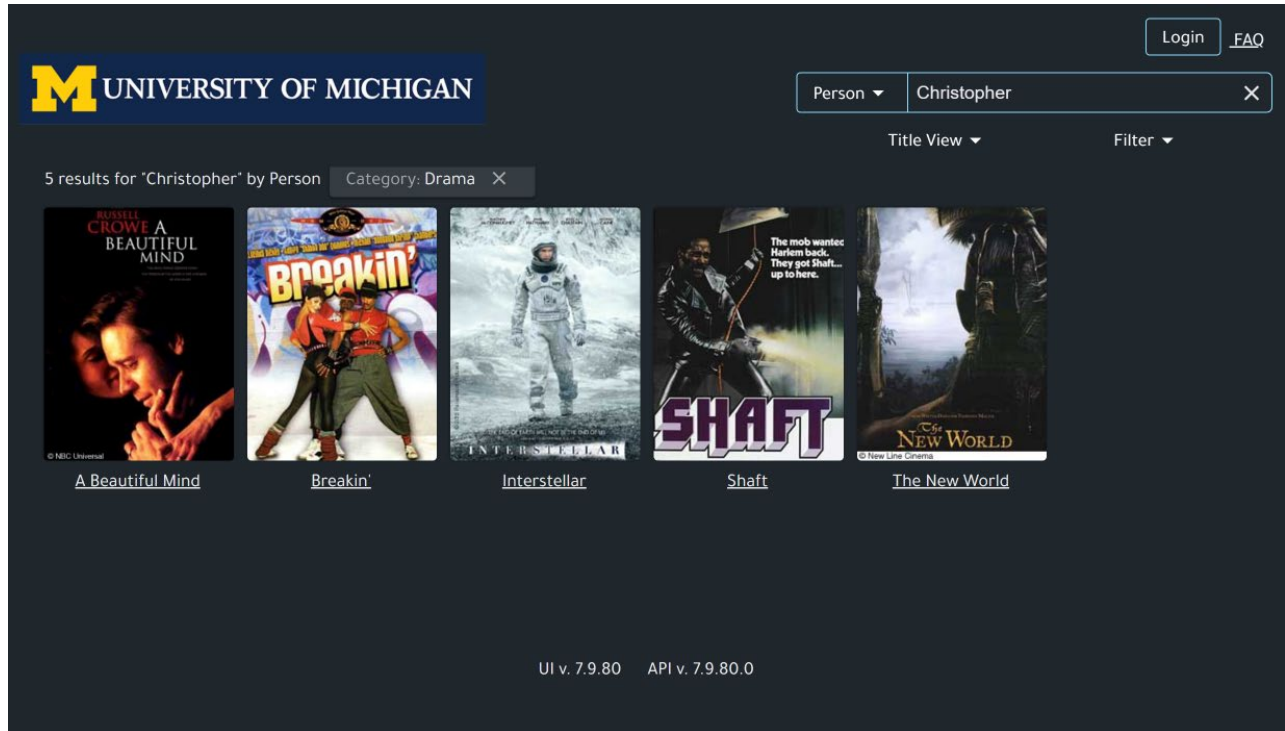 Login FAQ
M UNIVERSITY OF MICHIGAN
Person Christopher
Title View Filter
5 results for "Christopher" by Person Category: Drama
RUSSELL
CROWE A
BEAUTIFUL
MIND
© NBC Universal
Breakin'
INTERSTELLAR
The mob wanted
Harlem back.
They got Shaft...
up to here.
SHAFT
The
NEW WORLD
© New Line Cinema
A Beautiful Mind
Breakin'
Interstellar
Shaft
The New World
UI v. 7.9.80 API v. 7.9.80.0